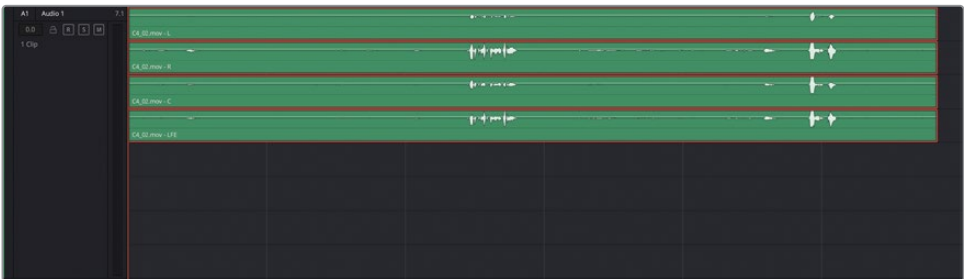 A1 Audio 1 7.1
0.0 R S M
1 Clip
C4_02.mov - L
C4_02.mov - R
C4_02.mov - C
C4_02.mov - LFE